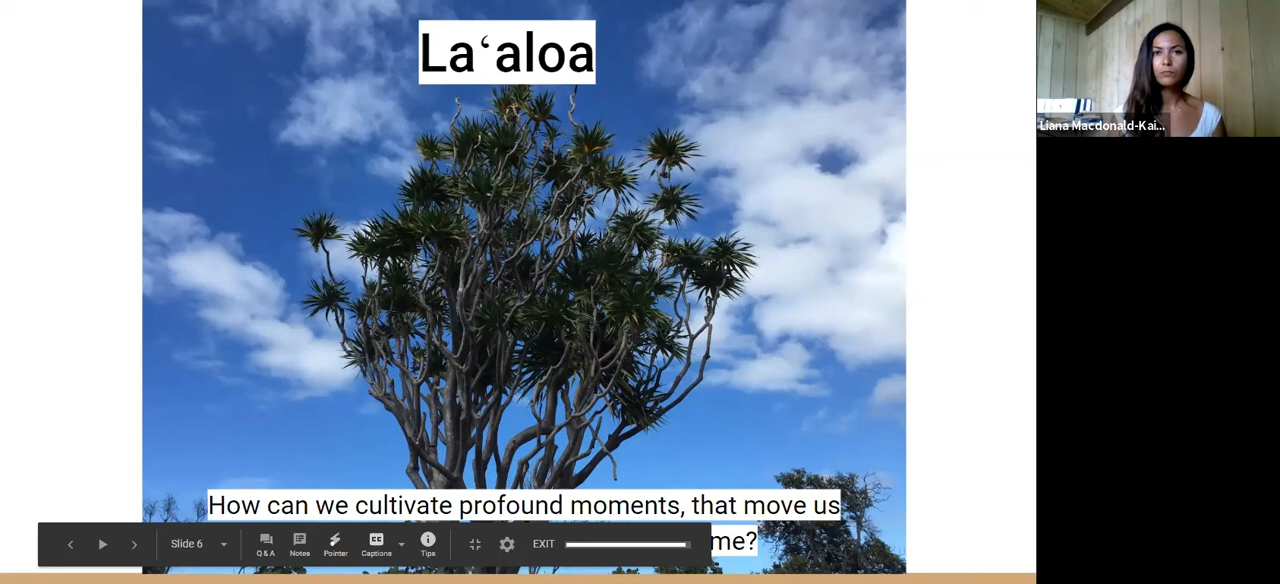 Laʻaloa
Liana Macdonald-Kai...
How can we cultivate profound moments, that move us
me?
Slide 6
Q & A
Notes
Pointer
CC
Captions
Tips
EXIT